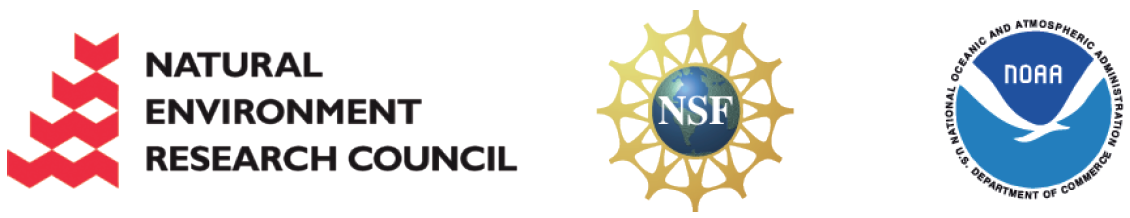 NATURAL
ENVIRONMENT
RESEARCH COUNCIL
NSF
NATIONAL OCEANIC AND ATMOSPHERIC ADMINISTRATION
NOAA
U.S. DEPARTMENT OF COMMERCE